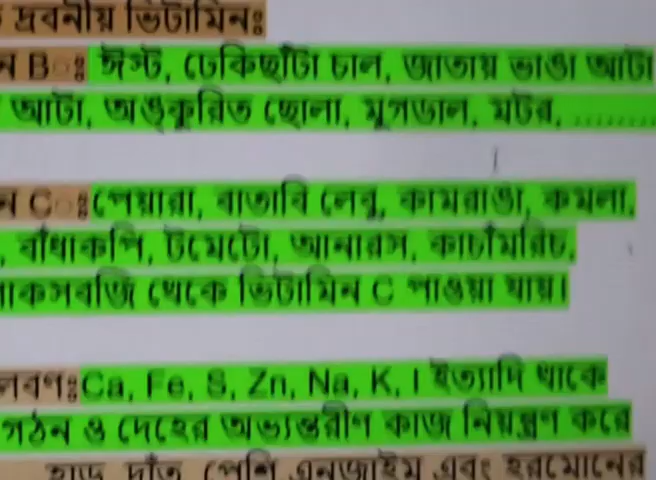 দ্রবনীয় ভিটামিনঃ
ন B ঃ ঈস্ট, ঢেকিছাঁটা চাল, জাতায় ভাঙা আটা
আটা, অঙ্কুরিত ছোলা, মুগডাল, মটর, ........
ন C ঃ পেয়ারা, বাতাবি লেবু, কামরাঙা, কমলা,
, বাঁধাকপি, টমেটো, আনারস, কাচাঁমরিচ,
াকসবজি থেকে ভিটামিন C পাওয়া যায়।
লবণঃ Ca, Fe, S, Zn, Na, K, I ইত্যাদি থাকে
গঠন ও দেহের অভ্যন্তরীণ কাজ নিয়ন্ত্রণ করে
হাড়, দাঁত, পেশি এনজাইম এবং হরমোনের